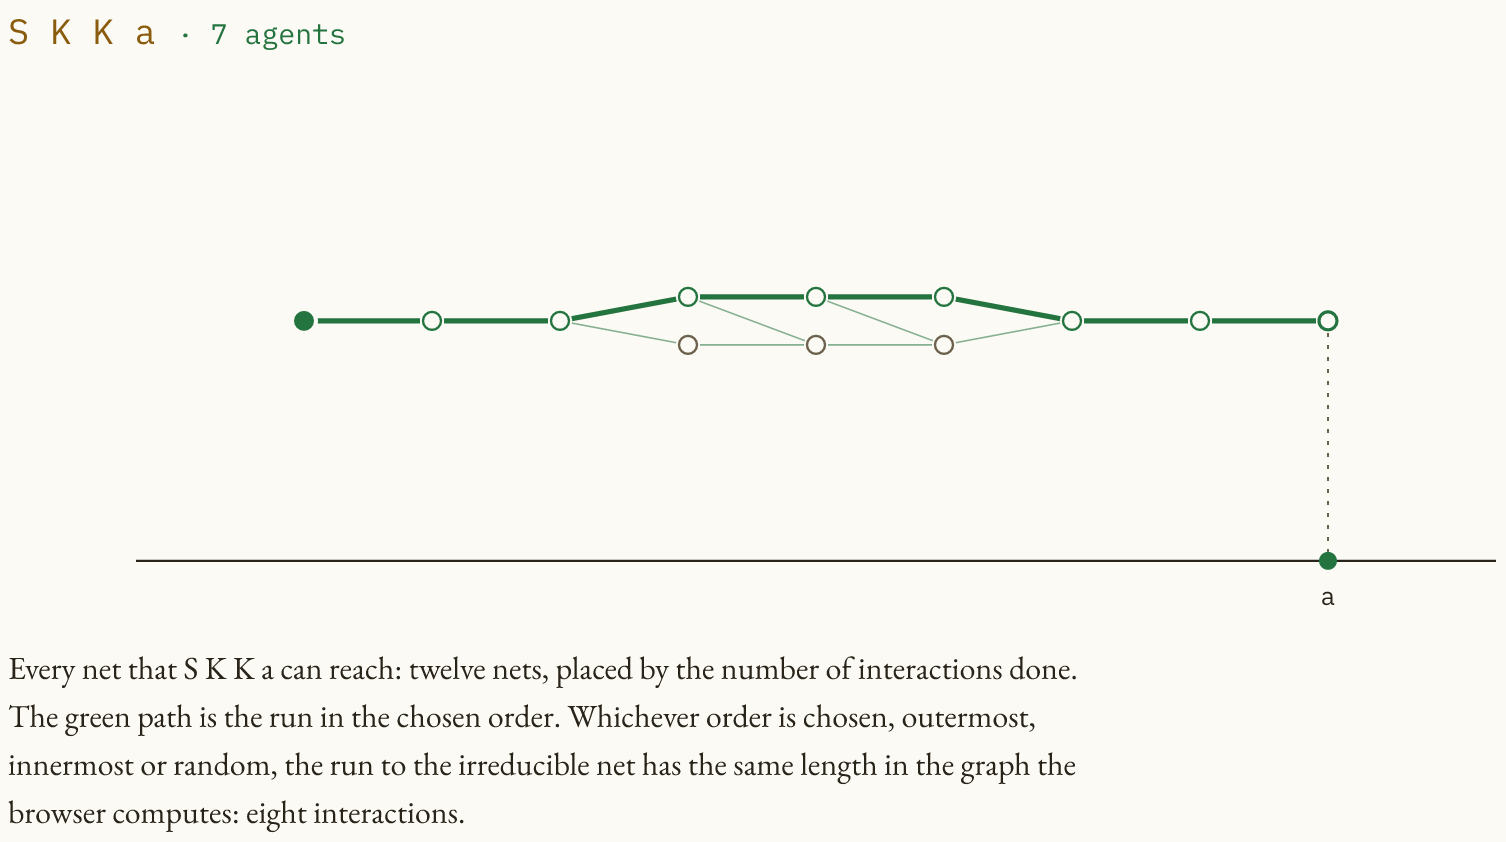 S K K a · 7 agents
a
Every net that S K K a can reach: twelve nets, placed by the number of interactions done.
The green path is the run in the chosen order. Whichever order is chosen, outermost,
innermost or random, the run to the irreducible net has the same length in the graph the
browser computes: eight interactions.